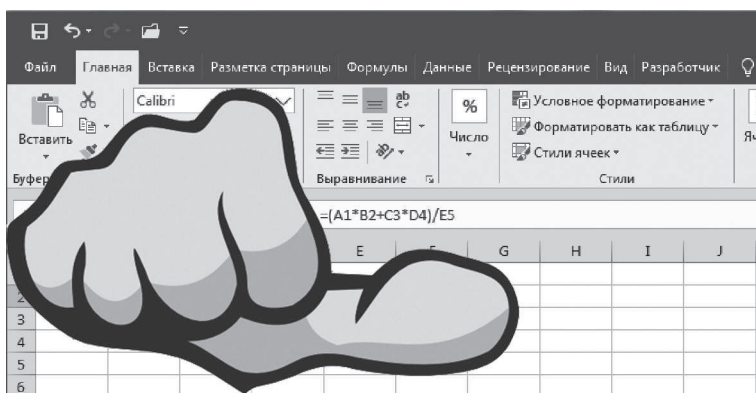 Файл Главная Вставка Разметка страницы Формулы Данные Рецензирование Вид Разработчик
Calibri
ab
%
Условное форматирование
Вставить
Число
Форматировать как таблицу
Стили ячеек
Выравнивание
Стили
=(A1*B2+C3*D4)/E5
E G H I J
2
3
4
5
6